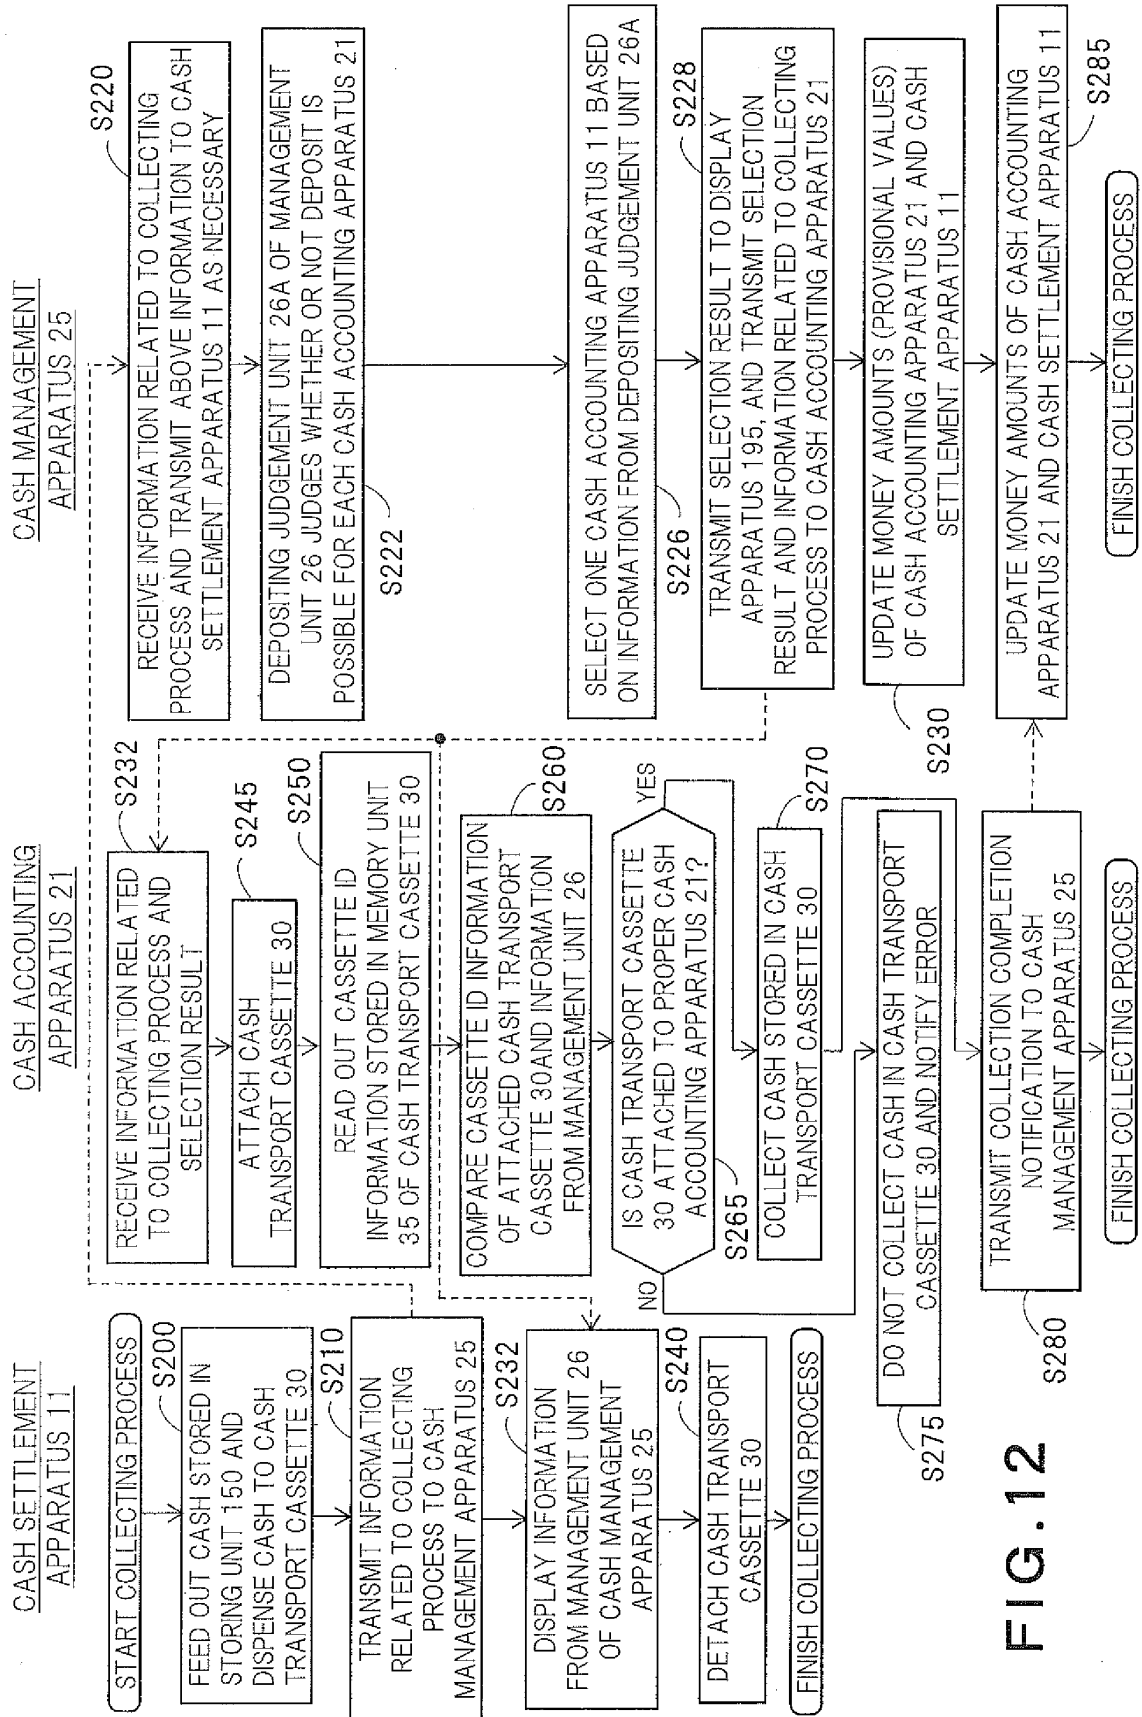 CASH SETTLEMENT
APPARATUS 11
START COLLECTING PROCESS
S200
FEED OUT CASH STORED IN
STORING UNIT 150 AND
DISPENSE CASH TO CASH
TRANSPORT CASSETTE 30
S210
TRANSMIT INFORMATION
RELATED TO COLLECTING
PROCESS TO CASH
MANAGEMENT APPARATUS 25
S232
DISPLAY INFORMATION
FROM MANAGEMENT UNIT 26
OF CASH MANAGEMENT
APPARATUS 25
S240
DETACH CASH TRANSPORT
CASSETTE 30
FINISH COLLECTING PROCESS
CASH ACCOUNTING
APPARATUS 21
S232
RECEIVE INFORMATION RELATED
TO COLLECTING PROCESS AND
SELECTION RESULT
S245
ATTACH CASH
TRANSPORT CASSETTE 30
S250
READ OUT CASSETTE ID
INFORMATION STORED IN MEMORY UNIT
35 OF CASH TRANSPORT CASSETTE 30
S260
COMPARE CASSETTE ID INFORMATION
OF ATTACHED CASH TRANSPORT
CASSETTE 30AND INFORMATION
FROM MANAGEMENT UNIT 26
IS CASH TRANSPORT CASSETTE
30 ATTACHED TO PROPER CASH
ACCOUNTING APPARATUS 21?
NO
YES
S265
S270
COLLECT CASH STORED IN CASH
TRANSPORT CASSETTE 30
DO NOT COLLECT CASH IN CASH TRANSPORT
CASSETTE 30 AND NOTIFY ERROR
S275
TRANSMIT COLLECTION COMPLETION
NOTIFICATION TO CASH
MANAGEMENT APPARATUS 25
S280
FINISH COLLECTING PROCESS
CASH MANAGEMENT
APPARATUS 25
S220
RECEIVE INFORMATION RELATED TO COLLECTING
PROCESS AND TRANSMIT ABOVE INFORMATION TO CASH
SETTLEMENT APPARATUS 11 AS NECESSARY
DEPOSITING JUDGEMENT UNIT 26A OF MANAGEMENT
UNIT 26 JUDGES WHETHER OR NOT DEPOSIT IS
POSSIBLE FOR EACH CASH ACCOUNTING APPARATUS 21
S222
SELECT ONE CASH ACCOUNTING APPARATUS 11 BASED
ON INFORMATION FROM DEPOSITING JUDGEMENT UNIT 26A
S226
S228
TRANSMIT SELECTION RESULT TO DISPLAY
APPARATUS 195, AND TRANSMIT SELECTION
RESULT AND INFORMATION RELATED TO COLLECTING
PROCESS TO CASH ACCOUNTING APPARATUS 21
UPDATE MONEY AMOUNTS (PROVISIONAL VALUES)
OF CASH ACCOUNTING APPARATUS 21 AND CASH
SETTLEMENT APPARATUS 11
S230
UPDATE MONEY AMOUNTS OF CASH ACCOUNTING
APPARATUS 21 AND CASH SETTLEMENT APPARATUS 11
S285
FINISH COLLECTING PROCESS
FIG. 12